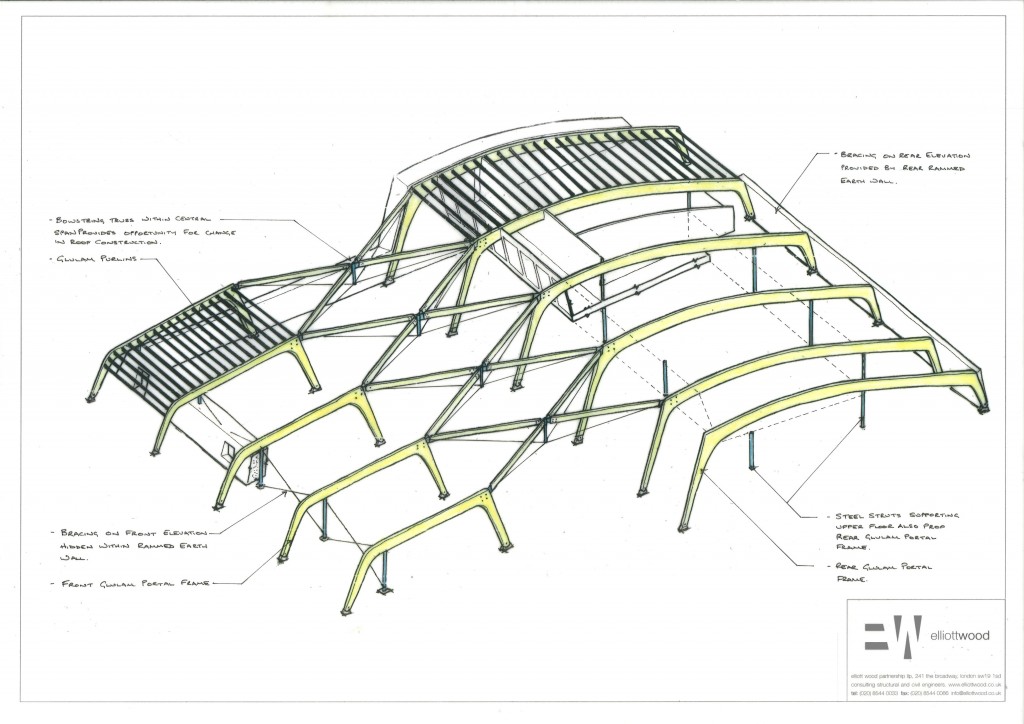 - BRACING ON REAR ELEVATION
PROVIDED BY REAR RAMMED
EARTH WALL.
- BOWSTRING TRUSS WITHIN CENTRAL
SPAN PROVIDES OPPORTUNITY FOR CHANGE
IN ROOF CONSTRUCTION.
- GLULAM PURLINS
- BRACING ON FRONT ELEVATION
HIDDEN WITHIN RAMMED EARTH
WALL.
- FRONT GLULAM PORTAL FRAME
- STEEL STRUTS SUPPORTING
UPPER FLOOR ALSO PROP
REAR GLULAM PORTAL
FRAME.
- REAR GLULAM PORTAL
FRAME.
EW elliottwood
elliott wood partnership llp, 241 the broadway, london sw19 1sd
consulting structural and civil engineers, www.elliottwood.co.uk
tel: (020) 8544 0033 fax: (020) 8544 0066 info@elliottwood.co.uk